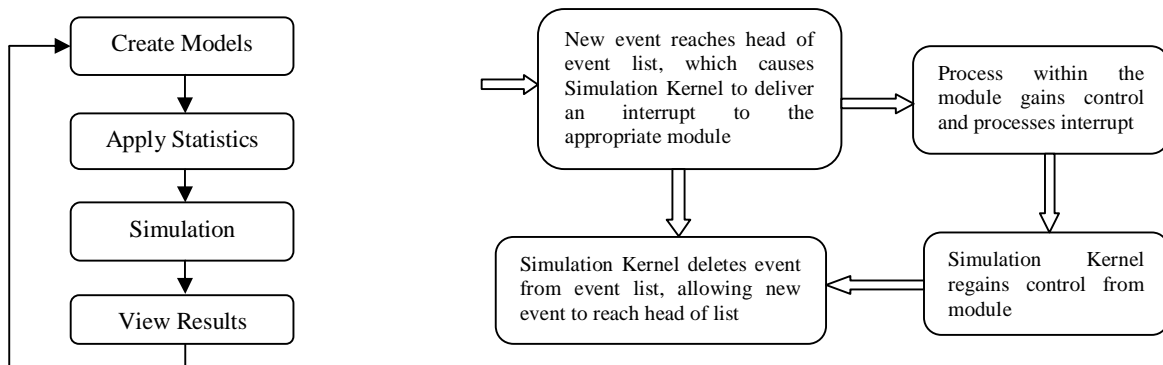 Create Models
Apply Statistics
Simulation
View Results
New event reaches head of
event list, which causes
Simulation Kernel to deliver
an interrupt to the
appropriate module
Process within the
module gains control
and processes interrupt
Simulation Kernel deletes event
from event list, allowing new
event to reach head of list
Simulation Kernel
regains control from
module